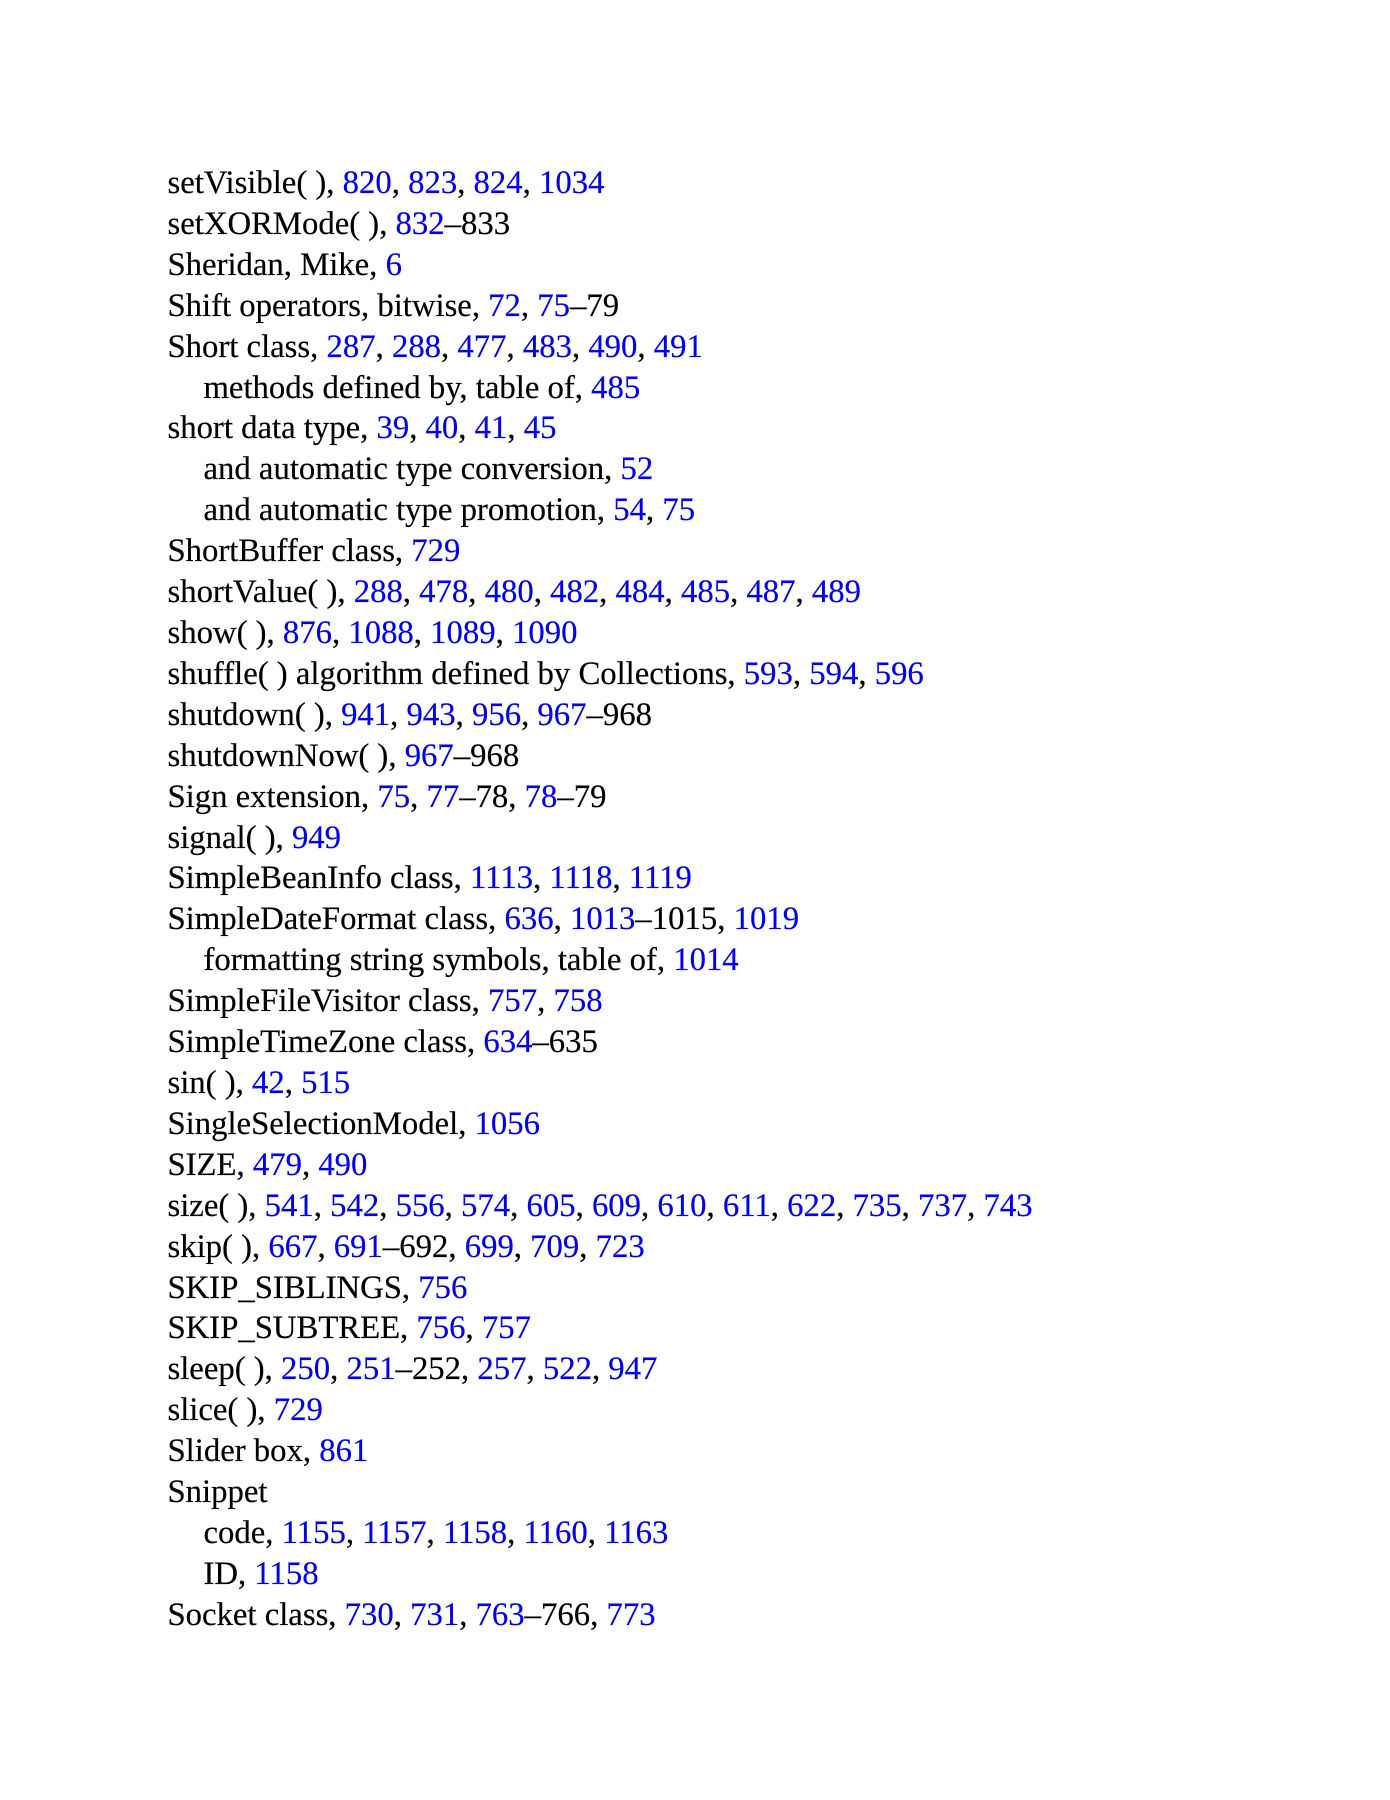 setVisible( ), 820, 823, 824, 1034
setXORMode( ), 832–833
Sheridan, Mike, 6
Shift operators, bitwise, 72, 75–79
Short class, 287, 288, 477, 483, 490, 491
methods defined by, table of, 485
short data type, 39, 40, 41, 45
and automatic type conversion, 52
and automatic type promotion, 54, 75
ShortBuffer class, 729
shortValue( ), 288, 478, 480, 482, 484, 485, 487, 489
show( ), 876, 1088, 1089, 1090
shuffle( ) algorithm defined by Collections, 593, 594, 596
shutdown( ), 941, 943, 956, 967–968
shutdownNow( ), 967–968
Sign extension, 75, 77–78, 78–79
signal( ), 949
SimpleBeanInfo class, 1113, 1118, 1119
SimpleDateFormat class, 636, 1013–1015, 1019
formatting string symbols, table of, 1014
SimpleFileVisitor class, 757, 758
SimpleTimeZone class, 634–635
sin( ), 42, 515
SingleSelectionModel, 1056
SIZE, 479, 490
size( ), 541, 542, 556, 574, 605, 609, 610, 611, 622, 735, 737, 743
skip( ), 667, 691–692, 699, 709, 723
SKIP_SIBLINGS, 756
SKIP_SUBTREE, 756, 757
sleep( ), 250, 251–252, 257, 522, 947
slice( ), 729
Slider box, 861
Snippet
code, 1155, 1157, 1158, 1160, 1163
ID, 1158
Socket class, 730, 731, 763–766, 773